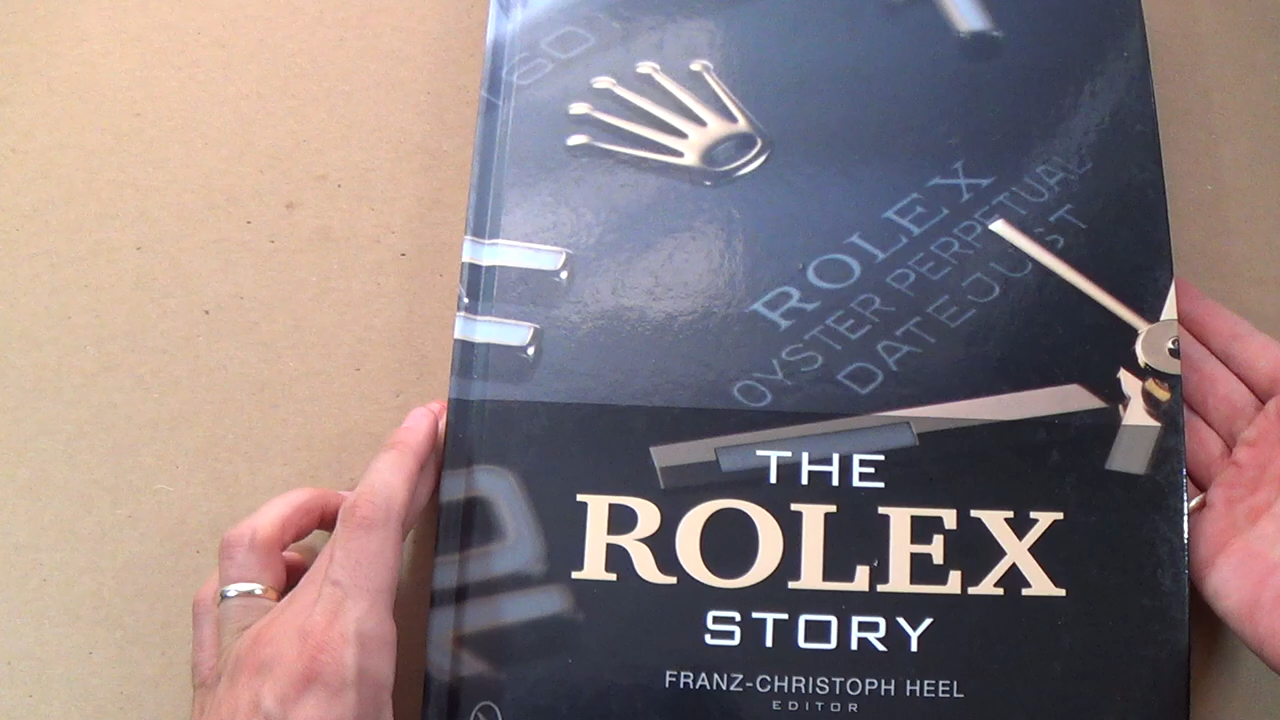 ROLEX
OYSTER PERPETUAL
DATEJUST
THE
ROLEX
STORY
FRANZ-CHRISTOPH HEEL
EDITOR